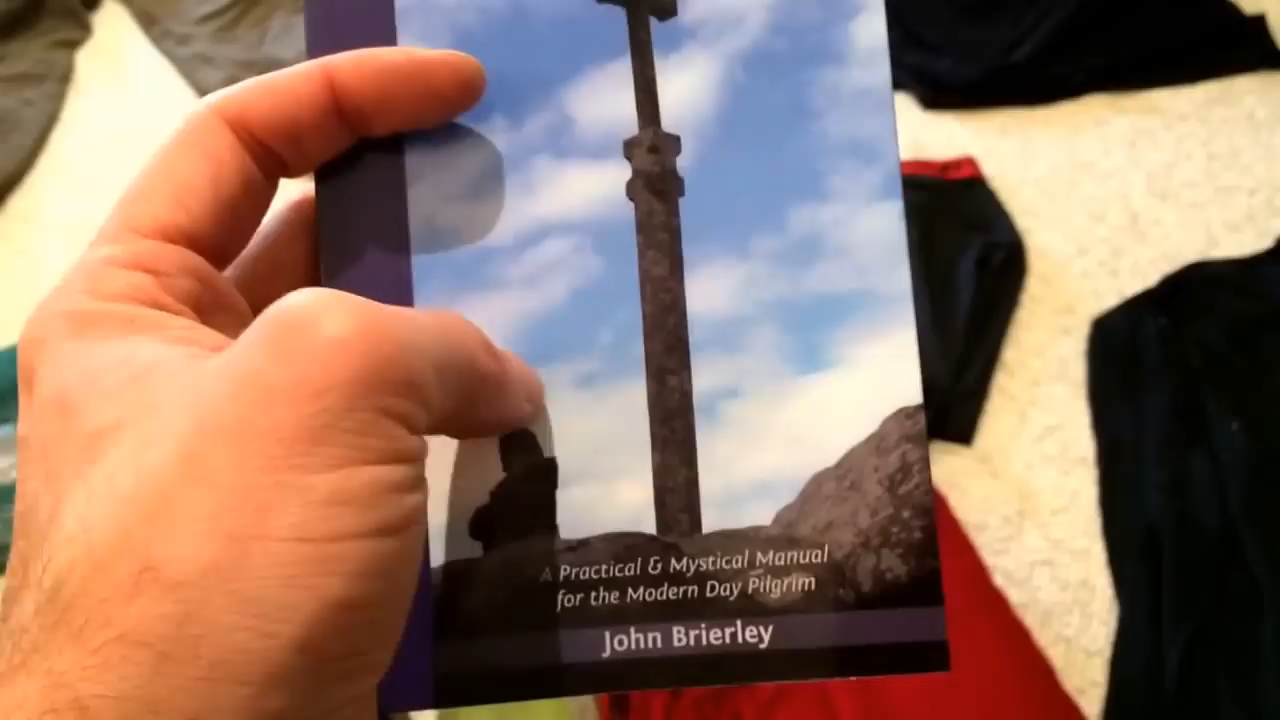 A Practical & Mystical Manual
for the Modern Day Pilgrim
John Brierley